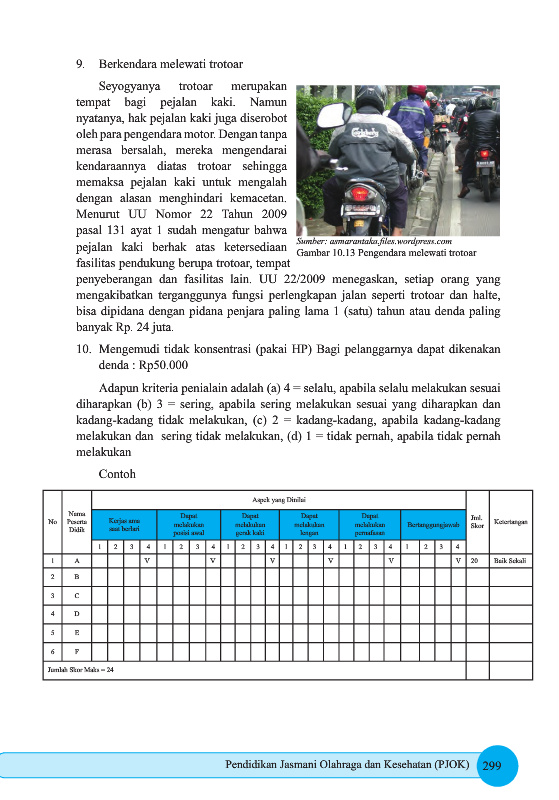 9. Berkendara melewati trotoar
Seyogyanya trotoar merupakan
tempat bagi pejalan kaki. Namun
nyatanya, hak pejalan kaki juga diserobot
oleh para pengendara motor. Dengan tanpa
merasa bersalah, mereka mengendarai
kendaraannya diatas trotoar sehingga
memaksa pejalan kaki untuk mengalah
dengan alasan menghindari kemacetan.
Menurut UU Nomor 22 Tahun 2009
pasal 131 ayat 1 sudah mengatur bahwa
pejalan kaki berhak atas ketersediaan
fasilitas pendukung berupa trotoar, tempat
Sumber: asmarantaka.files.wordpress.com
Gambar 10.13 Pengendara melewati trotoar
penyeberangan dan fasilitas lain. UU 22/2009 menegaskan, setiap orang yang
mengakibatkan terganggunya fungsi perlengkapan jalan seperti trotoar dan halte,
bisa dipidana dengan pidana penjara paling lama 1 (satu) tahun atau denda paling
banyak Rp. 24 juta.
10. Mengemudi tidak konsentrasi (pakai HP) Bagi pelanggarnya dapat dikenakan
denda : Rp50.000
Adapun kriteria penialain adalah (a) 4 = selalu, apabila selalu melakukan sesuai
diharapkan (b) 3 = sering, apabila sering melakukan sesuai yang diharapkan dan
kadang-kadang tidak melakukan, (c) 2 = kadang-kadang, apabila kadang-kadang
melakukan dan sering tidak melakukan, (d) 1 = tidak pernah, apabila tidak pernah
melakukan
Contoh
Aspek yang Dinilai
No
Nama
Peserta
Didik
Kerjas ama
saat berlari
Dapat
melakukan
posisi awal
Dapat
melakukan
gerak kaki
Dapat
melakukan
lengan
Dapat
melakukan
pernafasan
Bertanggungjawab
Jml.
Skor
Keterangan
1 2 3 4 1 2 3 4 1 2 3 4 1 2 3 4 1 2 3 4 1 2 3 4
1 A V V V V V V 20 Baik Sekali
2 B
3 C
4 D
5 E
6 F
Jumlah Skor Maks = 24
Pendidikan Jasmani Olahraga dan Kesehatan (PJOK) 299